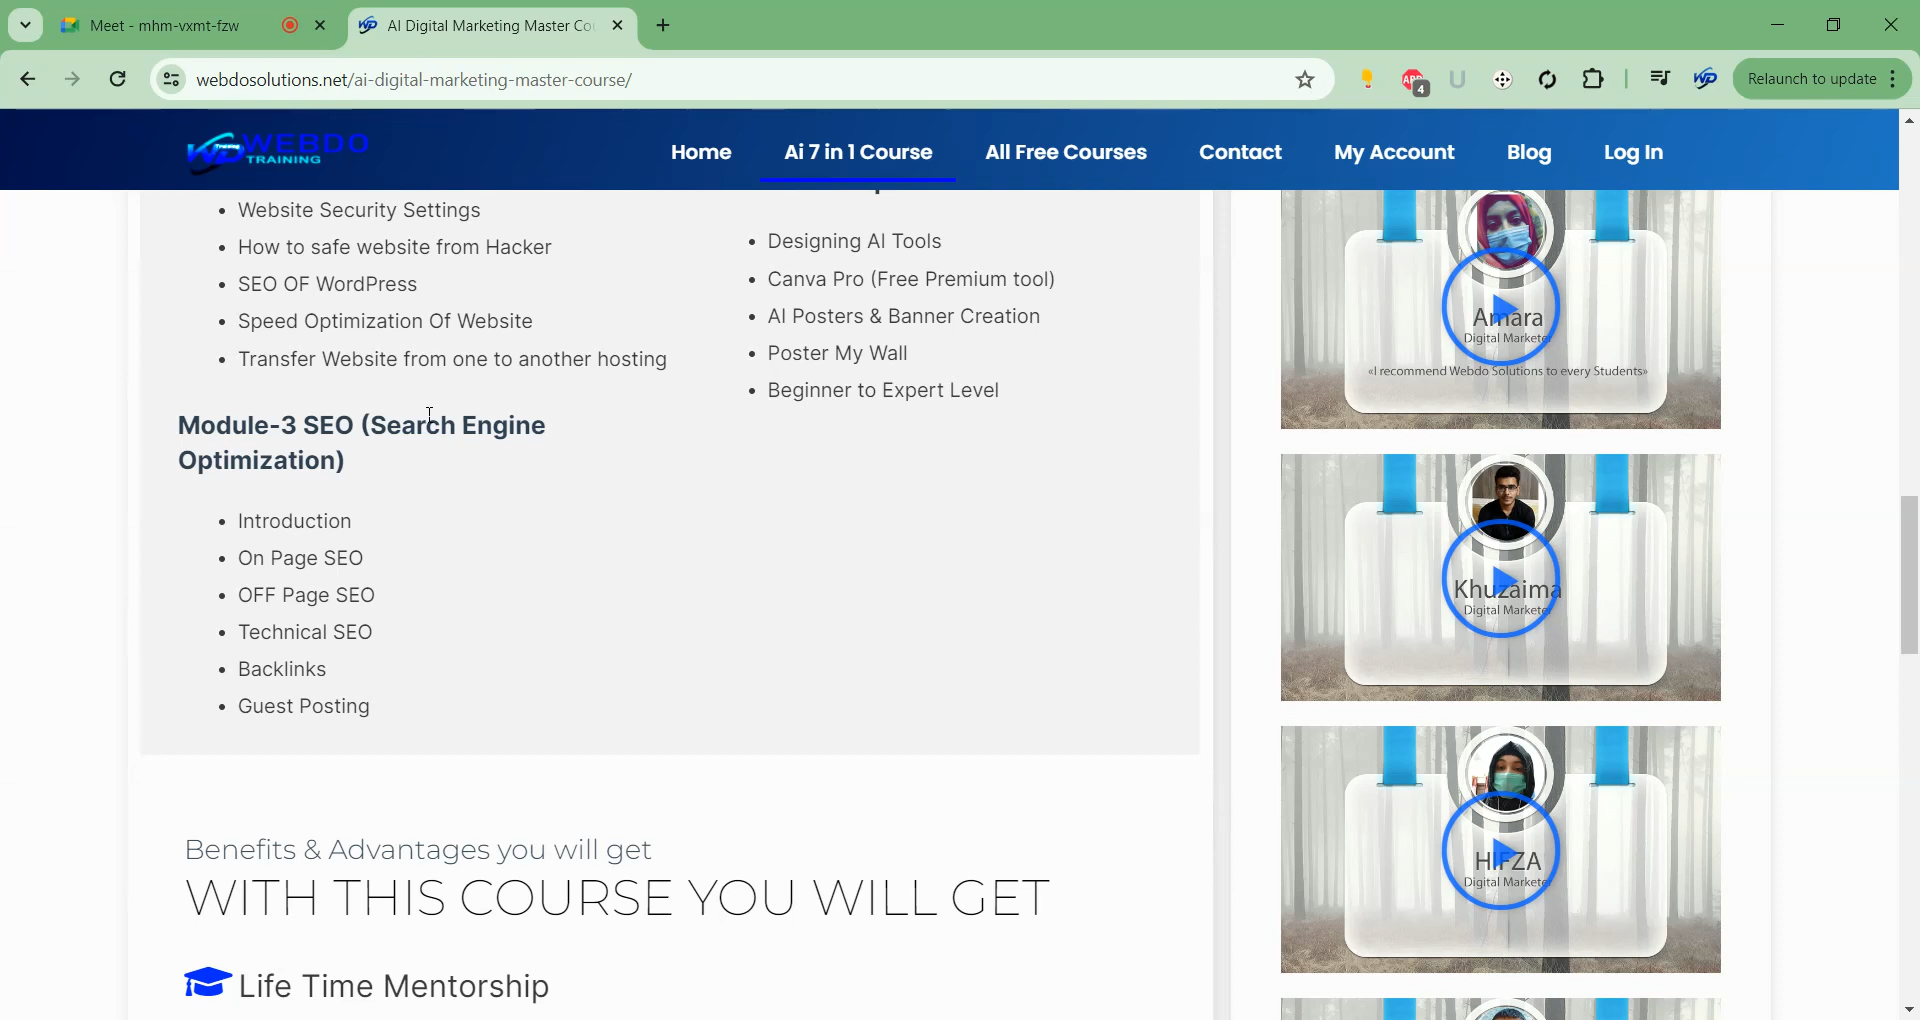 Meet - mhm-vxmt-fzw
AI Digital Marketing Master Co
webdosolutions.net/ai-digital-marketing-master-course/
ABP
4
U
WP
Relaunch to update
Training
WEBDO
TRAINING
Home
Ai 7 in 1 Course
All Free Courses
Contact
My Account
Blog
Log In
Website Security Settings
How to safe website from Hacker
SEO OF WordPress
Speed Optimization Of Website
Transfer Website from one to another hosting
Module-3 SEO (Search Engine
Optimization)
Introduction
On Page SEO
OFF Page SEO
Technical SEO
Backlinks
Guest Posting
Designing AI Tools
Canva Pro (Free Premium tool)
AI Posters & Banner Creation
Poster My Wall
Beginner to Expert Level
Benefits & Advantages you will get
WITH THIS COURSE YOU WILL GET
Life Time Mentorship
Amara
Digital Marketer
«I recommend Webdo Solutions to every Students»
Khuzaima
Digital Marketer
HIFZA
Digital Marketer